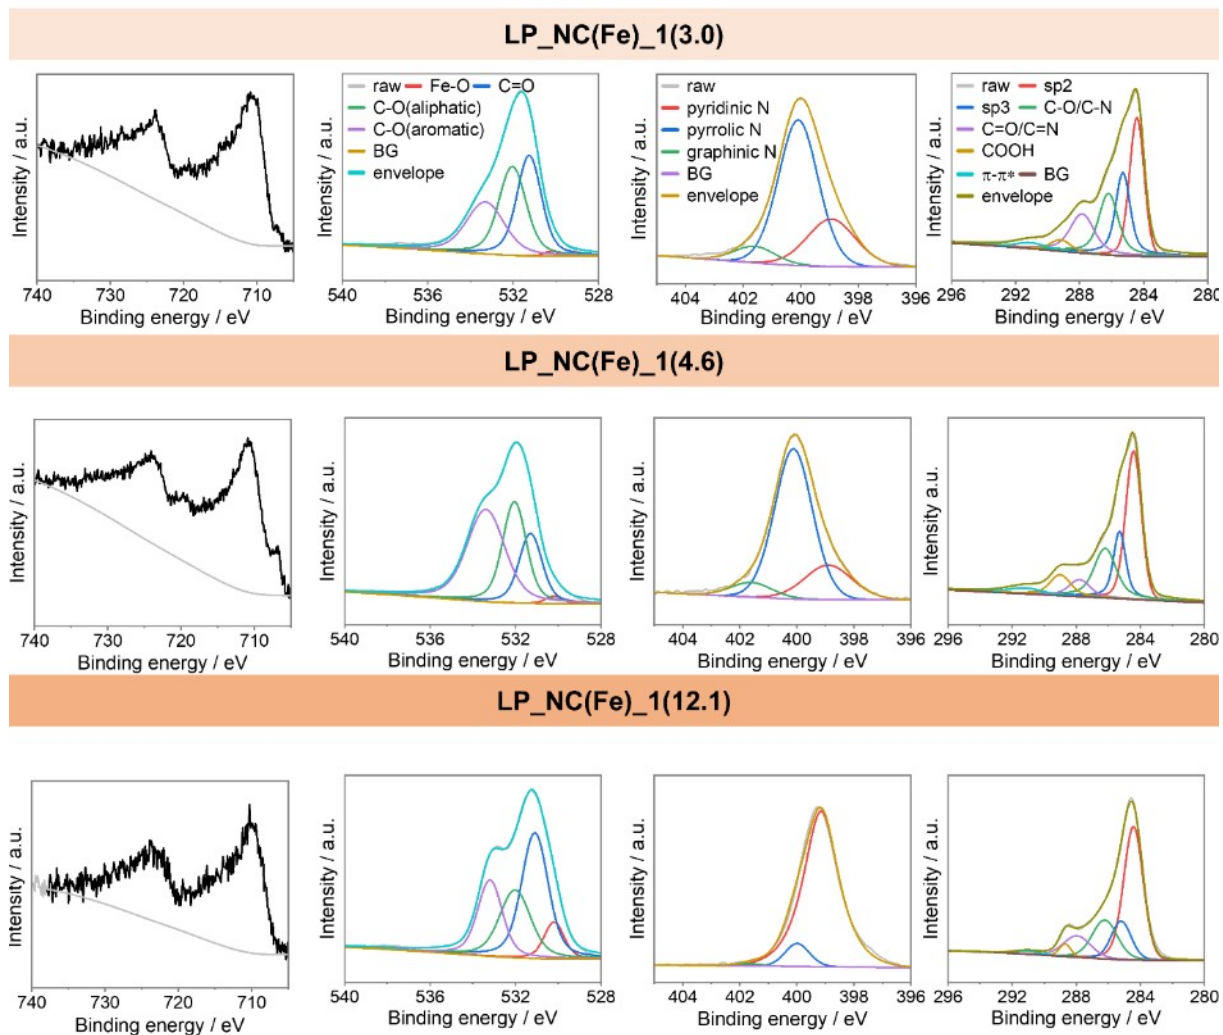 LP_NC(Fe)_1(3.0)
Intensity / a.u.
740 730 720 710
Binding energy / eV
Intensity / a.u.
raw Fe-O C=O
C-O(aliphatic)
C-O(aromatic)
BG
envelope
540 536 532 528
Binding energy / eV
Intensity / a.u.
raw
pyridinic N
pyrrolic N
graphinic N
BG
envelope
404 402 400 398 396
Binding erengy / eV
Intensity / a.u.
raw sp2
sp3 C-O/C-N
C=O/C=N
COOH
π-π* BG
envelope
296 292 288 284 280
Binding energy / eV
LP_NC(Fe)_1(4.6)
Intensity / a.u.
740 730 720 710
Binding energy / eV
Intensity / a.u.
540 536 532 528
Binding energy / eV
Intensity / a.u.
404 402 400 398 396
Binding energy / eV
Intensity a.u.
296 292 288 284 280
Binding energy / eV
LP_NC(Fe)_1(12.1)
Intensity / a.u.
740 730 720 710
Binding energy / eV
Intensity / a.u.
540 536 532 528
Binding energy / eV
Intensity / a.u.
404 402 400 398 396
Binding energy / eV
Intensity / a.u.
296 292 288 284 280
Binding energy / eV